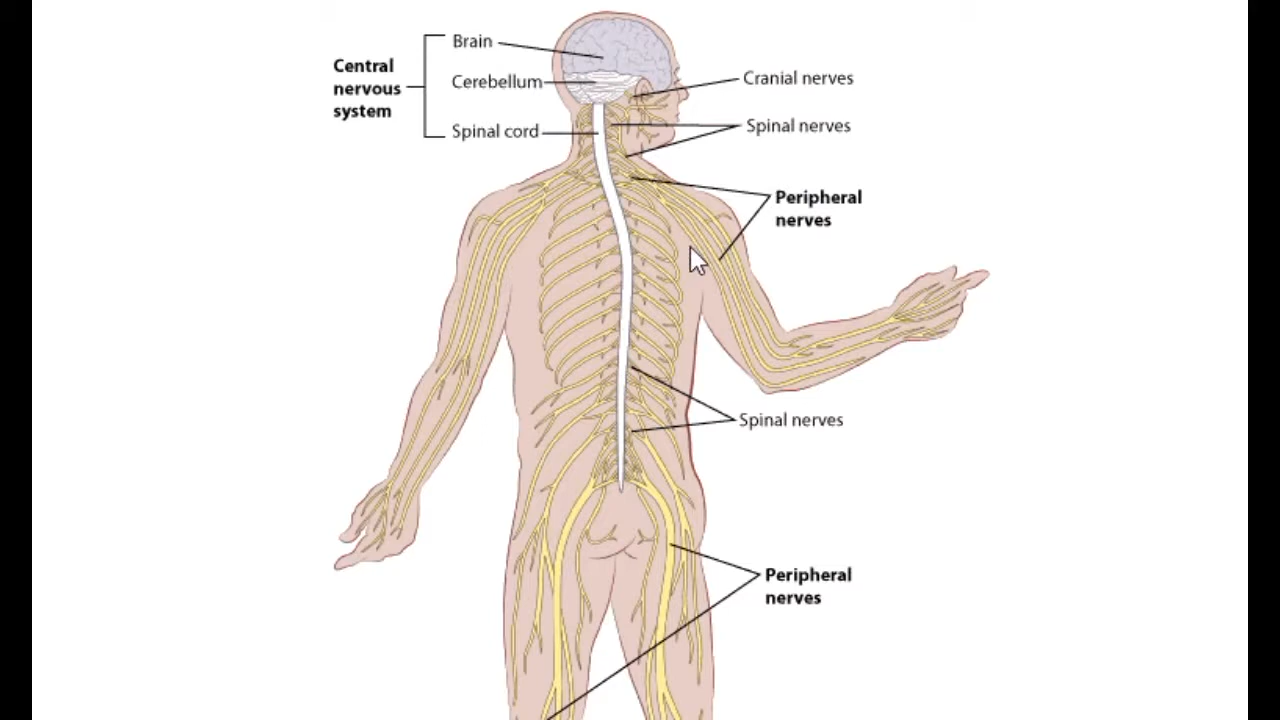 Brain
Central
nervous
system
Cerebellum
Spinal cord
Cranial nerves
Spinal nerves
Peripheral
nerves
Spinal nerves
Peripheral
nerves